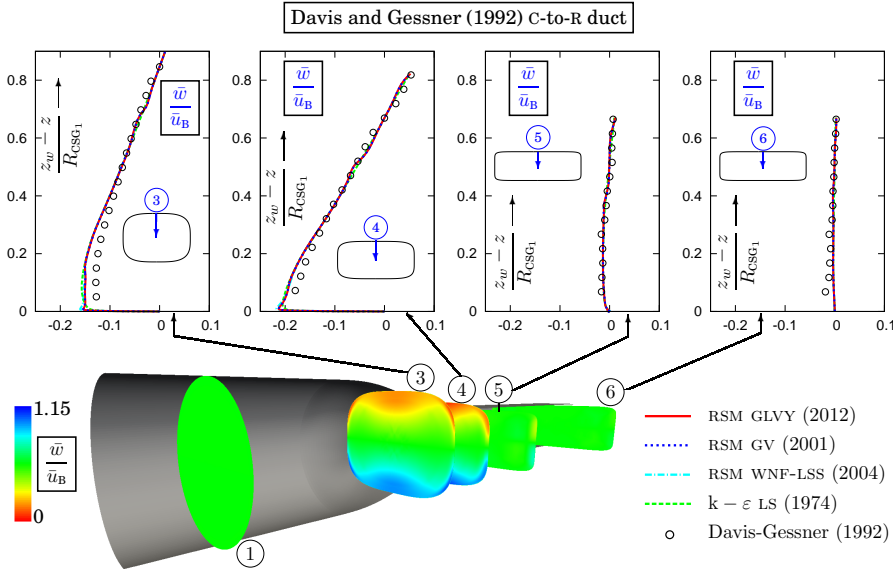 Davis and Gessner (1992) C-to-R duct
0.8
0.6
0.4
0.2
0
-0.2 -0.1 0 0.1
z_w − z
R_CSG₁
w̄
ū_B
3
0.8
0.6
0.4
0.2
0
-0.2 -0.1 0 0.1
z_w − z
R_CSG₁
w̄
ū_B
4
0.8
0.6
0.4
0.2
0
-0.2 -0.1 0 0.1
z_w − z
R_CSG₁
w̄
ū_B
5
0.8
0.6
0.4
0.2
0
-0.2 -0.1 0 0.1
z_w − z
R_CSG₁
w̄
ū_B
6
3
4
5
6
1
1.15
w̄
ū_B
0
RSM GLVY (2012)
RSM GV (2001)
RSM WNF-LSS (2004)
k − ε LS (1974)
Davis-Gessner (1992)